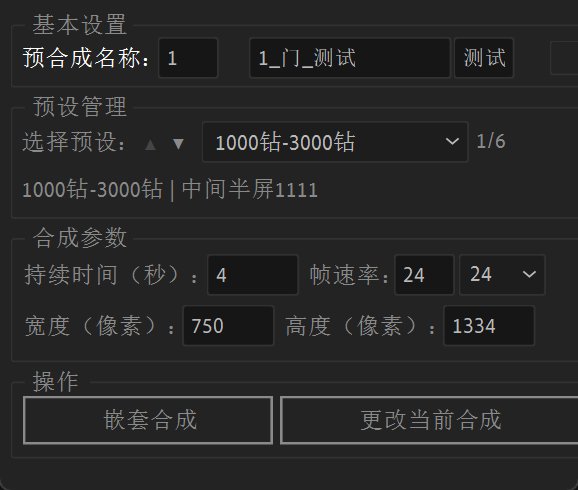 基本设置
预合成名称： 1 1_门_测试 测试
预设管理
选择预设： ▲ ▼ 1000钻-3000钻 1/6
1000钻-3000钻 | 中间半屏1111
合成参数
持续时间（秒）： 4 帧速率： 24 24
宽度（像素）： 750 高度（像素）： 1334
操作
嵌套合成 更改当前合成